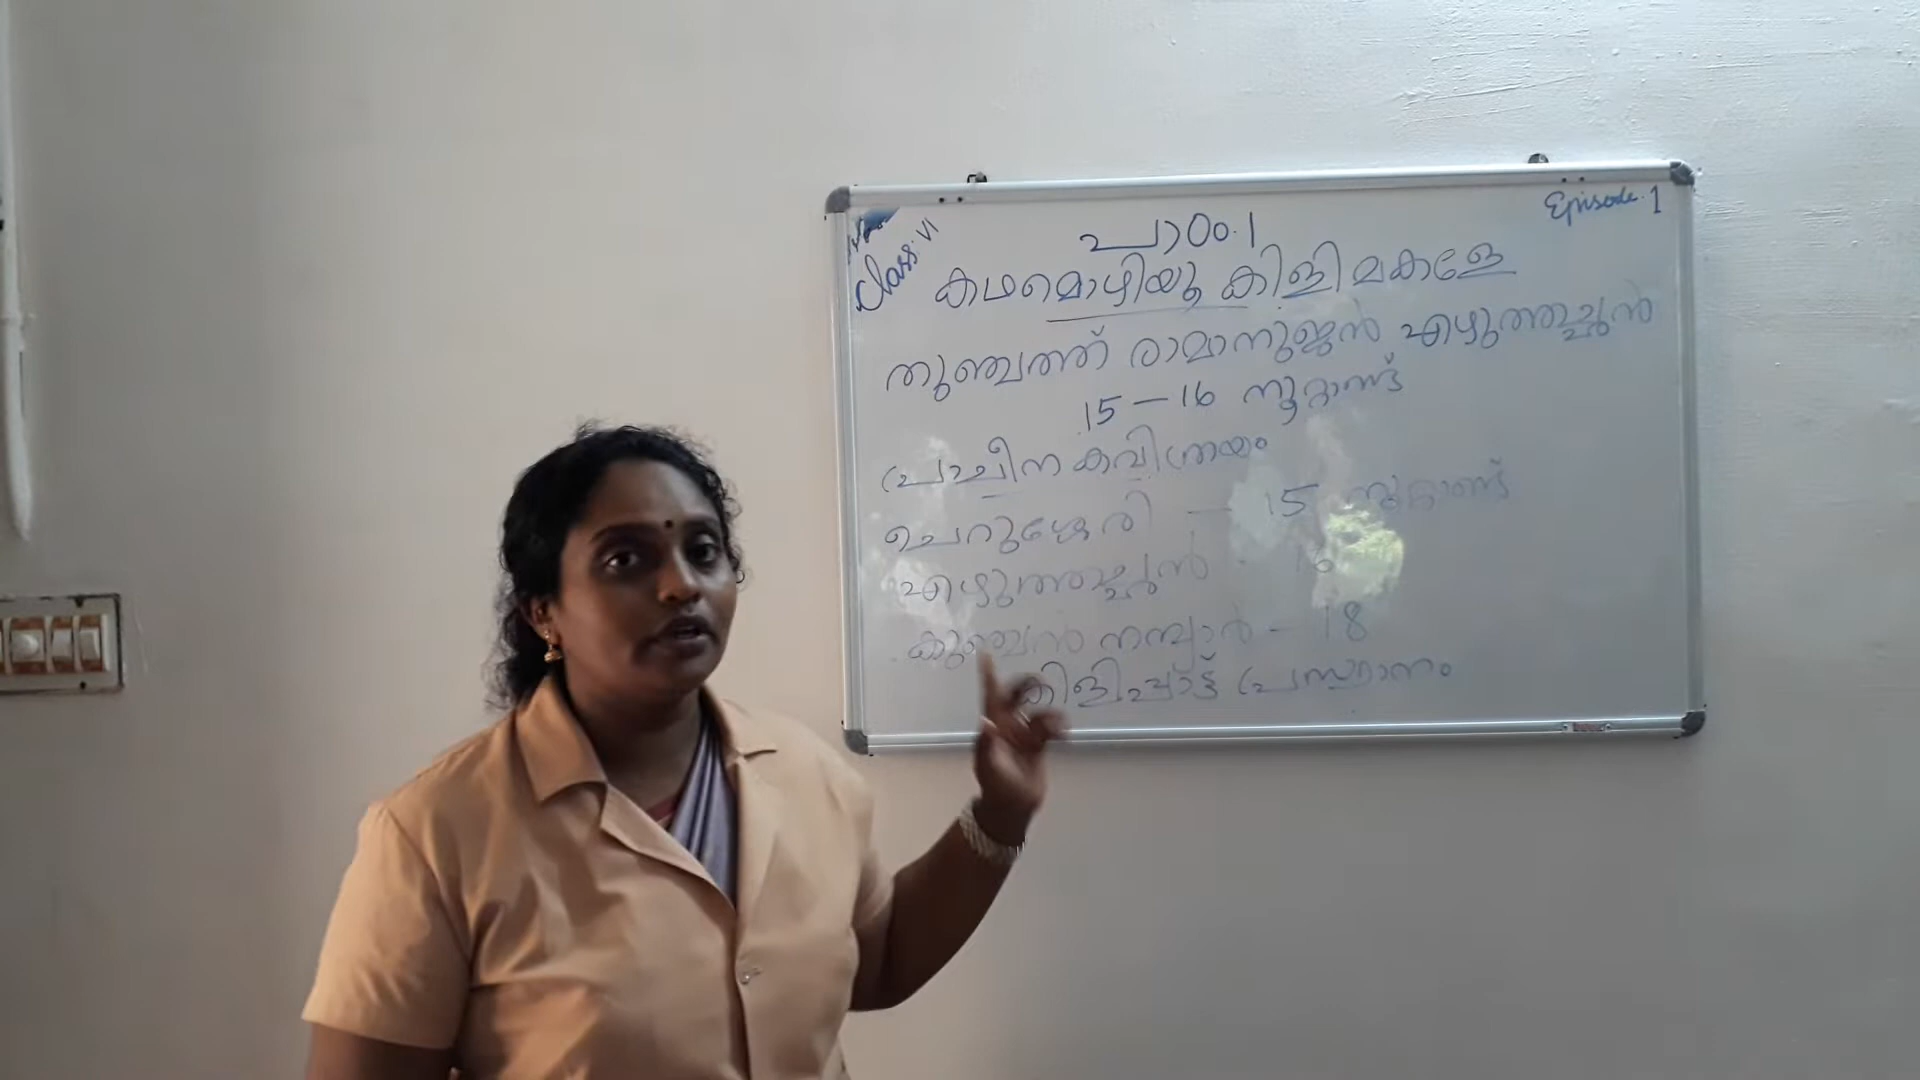 Class VI
Episode. 1
പാഠം. 1
കഥമൊഴിയൂ കിളി മകളേ
തുഞ്ചത്ത് രാമാനുജൻ എഴുത്തച്ഛൻ
15 - 16 നൂറ്റാണ്ട്
പ്രാചീന കവിത്രയം
ചെറുശ്ശേരി - 15 നൂറ്റാണ്ട്
എഴുത്തച്ഛൻ - 16
കുഞ്ചൻ നമ്പ്യാർ - 18
കിളിപ്പാട്ട് പ്രസ്ഥാനം